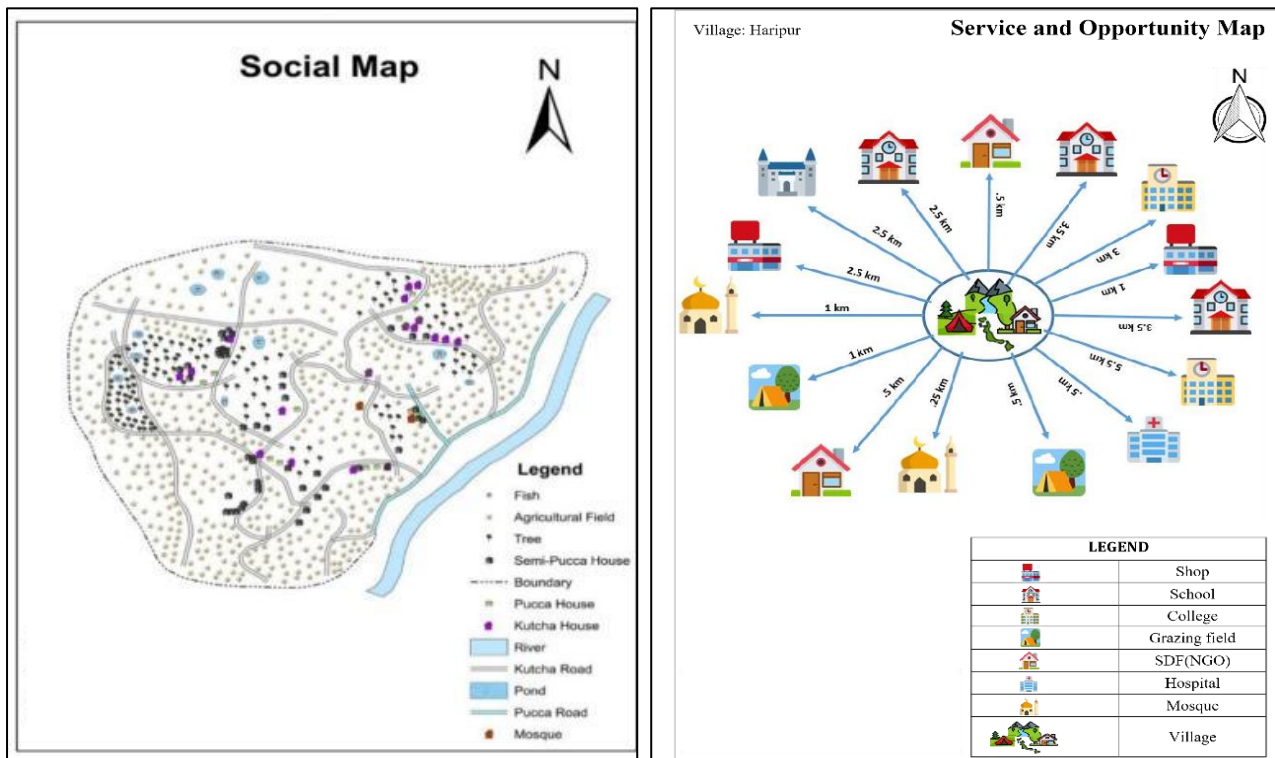 Social Map
N
Legend
Fish
Agricultural Field
Tree
Semi-Pucca House
Boundary
Pucca House
Kutcha House
River
Kutcha Road
Pond
Pucca Road
Mosque
Village: Haripur
Service and Opportunity Map
N
2.5 km
2.5 km
.5 km
3.5 km
3 km
2.5 km
1 km
1 km
3.5 km
1 km
5.5 km
.5 km
.25 km
.5 km
.5 km
LEGEND
Shop
School
College
Grazing field
SDF(NGO)
Hospital
Mosque
Village